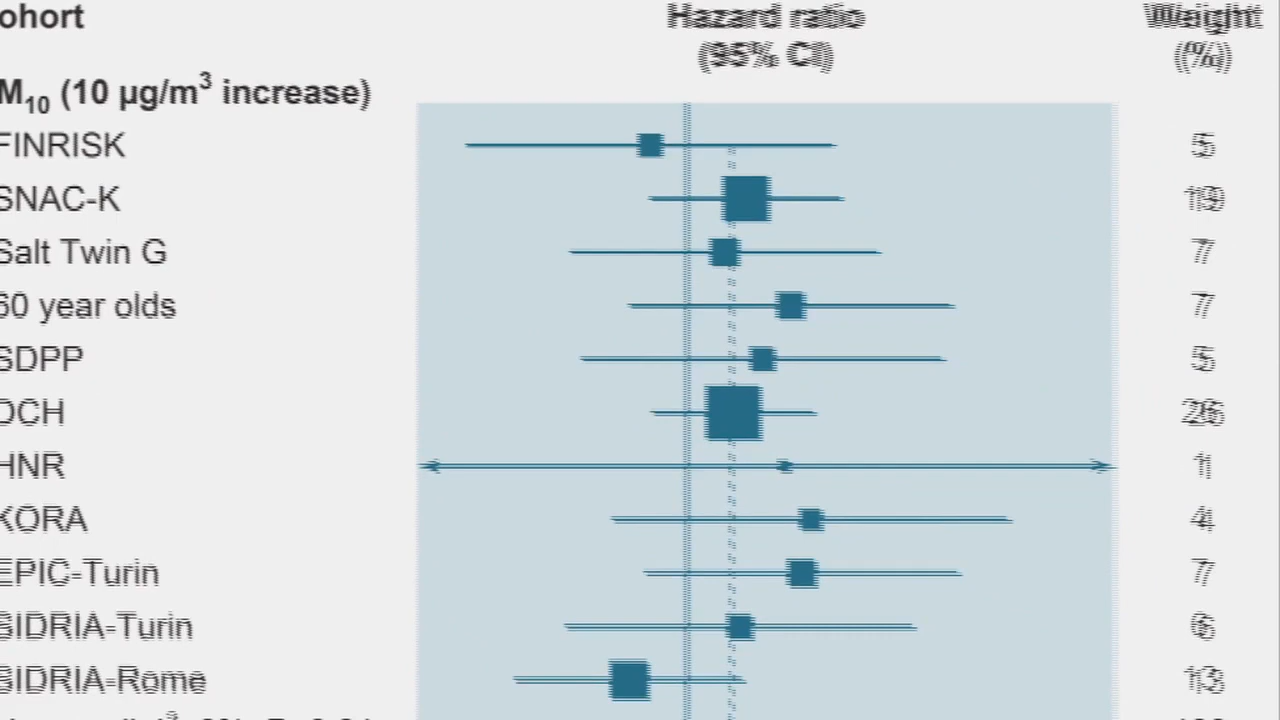 ohort Hazard ratio Weight
(95% CI) (%)
M10 (10 µg/m3 increase)
FINRISK 5
SNAC-K 19
Salt Twin G 7
60 year olds 7
SDPP 5
DCH 26
HNR 1
KORA 4
EPIC-Turin 7
SIDRIA-Turin 6
SIDRIA-Rome 13